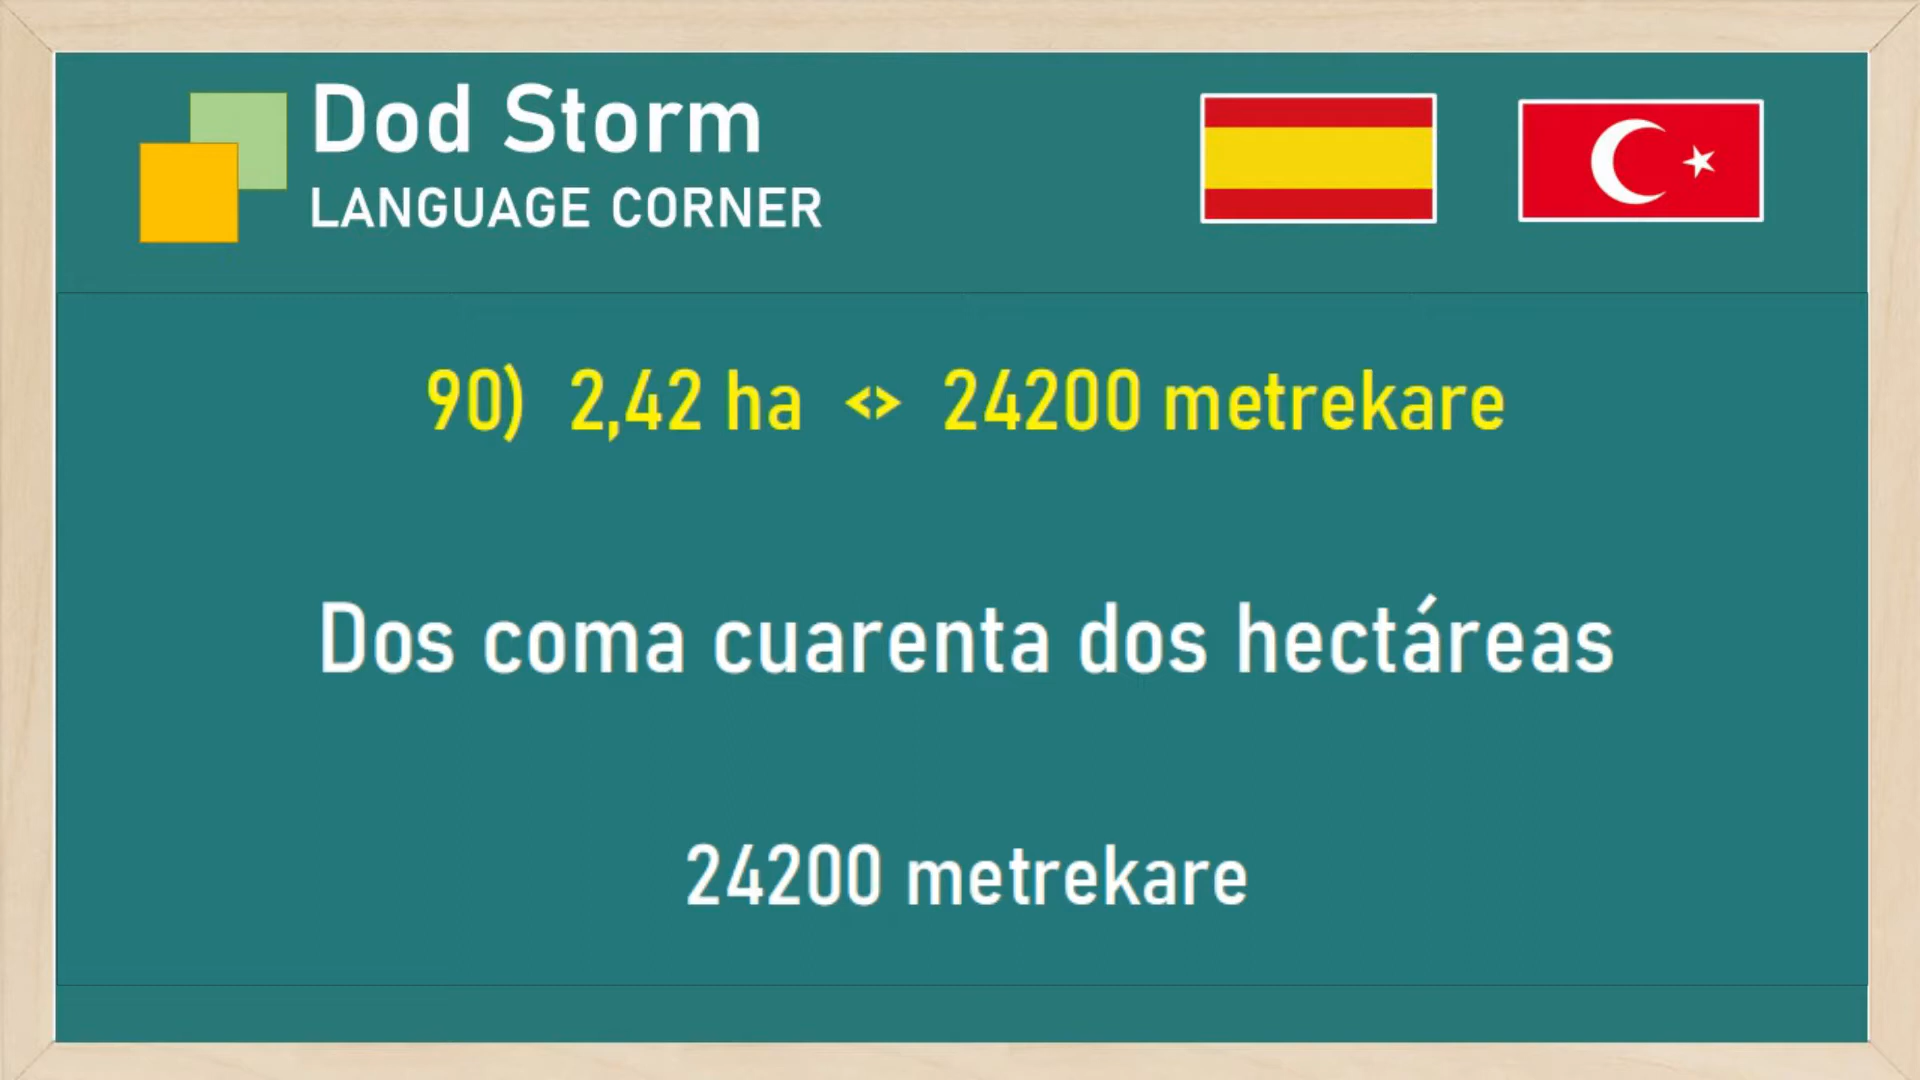 Dod Storm
LANGUAGE CORNER
90) 2,42 ha <> 24200 metrekare
Dos coma cuarenta dos hectáreas
24200 metrekare